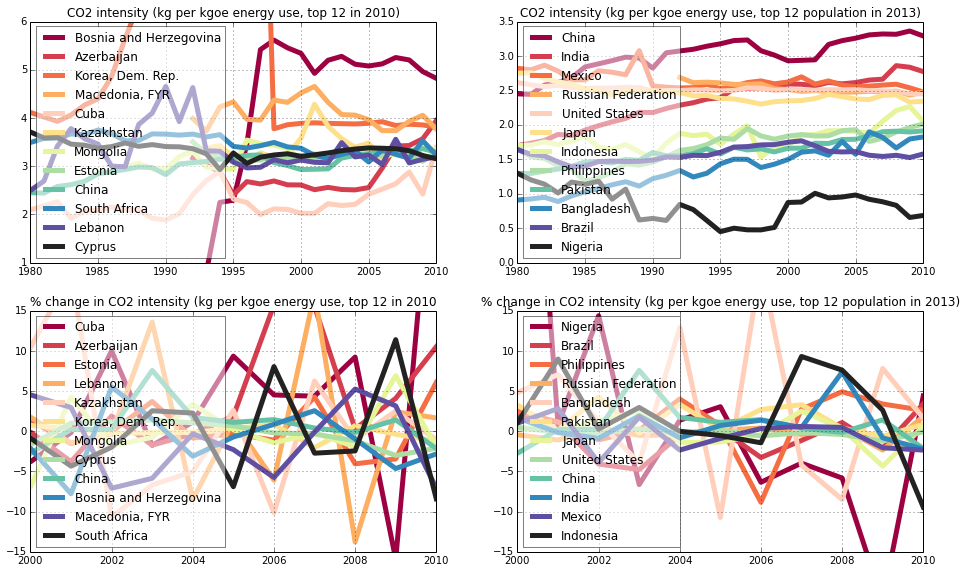 CO2 intensity (kg per kgoe energy use, top 12 in 2010)
6
5
4
3
2
1
Bosnia and Herzegovina
Azerbaijan
Korea, Dem. Rep.
Macedonia, FYR
Cuba
Kazakhstan
Mongolia
Estonia
China
South Africa
Lebanon
Cyprus
1980 1985 1990 1995 2000 2005 2010
CO2 intensity (kg per kgoe energy use, top 12 population in 2013)
3.5
3.0
2.5
2.0
1.5
1.0
0.5
0.0
China
India
Mexico
Russian Federation
United States
Japan
Indonesia
Philippines
Pakistan
Bangladesh
Brazil
Nigeria
1980 1985 1990 1995 2000 2005 2010
% change in CO2 intensity (kg per kgoe energy use, top 12 in 2010
15
10
5
0
−5
−10
−15
Cuba
Azerbaijan
Estonia
Lebanon
Kazakhstan
Korea, Dem. Rep.
Mongolia
Cyprus
China
Bosnia and Herzegovina
Macedonia, FYR
South Africa
2000 2002 2004 2006 2008 2010
% change in CO2 intensity (kg per kgoe energy use, top 12 population in 2013)
15
10
5
0
−5
−10
−15
Nigeria
Brazil
Philippines
Russian Federation
Bangladesh
Pakistan
Japan
United States
China
India
Mexico
Indonesia
2000 2002 2004 2006 2008 2010